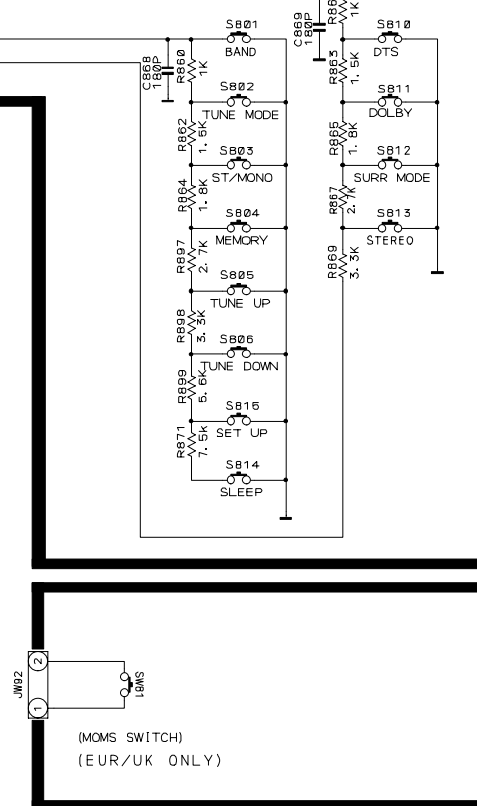 S801
BAND
C868
180P
R860
1K
S802
TUNE MODE
R862
1.5K
S803
ST/MONO
R864
1.8K
S804
MEMORY
R897
2.7K
S805
TUNE UP
R898
3.3K
S806
TUNE DOWN
R899
5.6K
S815
SET UP
R871
7.5k
S814
SLEEP
C869
180P
1K
S810
DTS
R863
1.5K
S811
DOLBY
R865
1.8K
S812
SURR MODE
R867
2.7K
S813
STEREO
R869
3.3K
JW92
2
1
SW81
(MOMS SWITCH)
(EUR/UK ONLY)